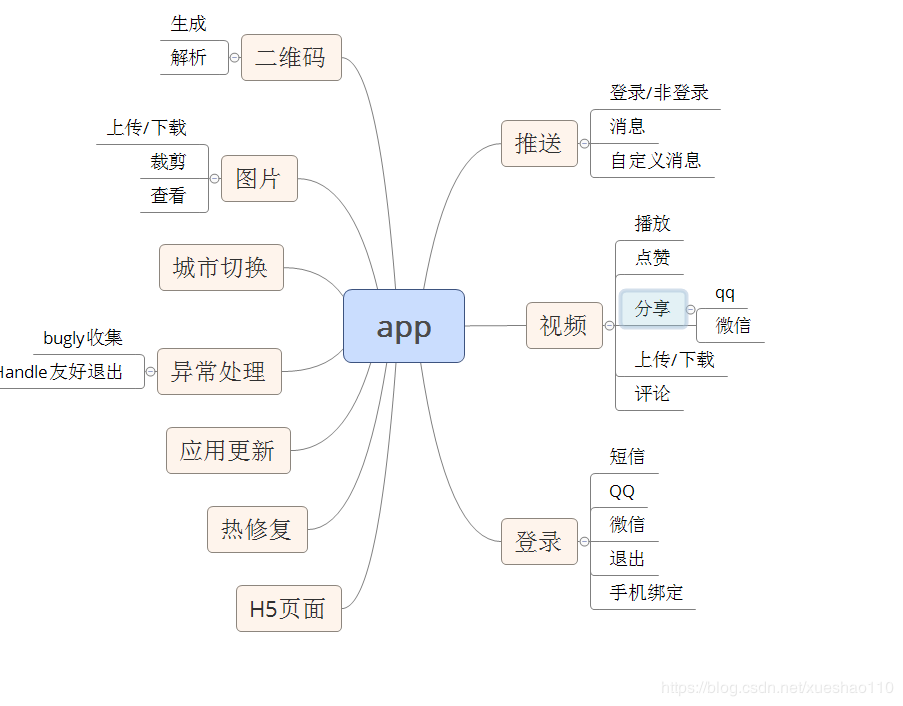 app
推送
登录/非登录
消息
自定义消息
视频
播放
点赞
分享
qq
微信
上传/下载
评论
登录
短信
QQ
微信
退出
手机绑定
二维码
生成
解析
图片
上传/下载
裁剪
查看
城市切换
异常处理
bugly收集
Handle友好退出
应用更新
热修复
H5页面
https://blog.csdn.net/xueshao110